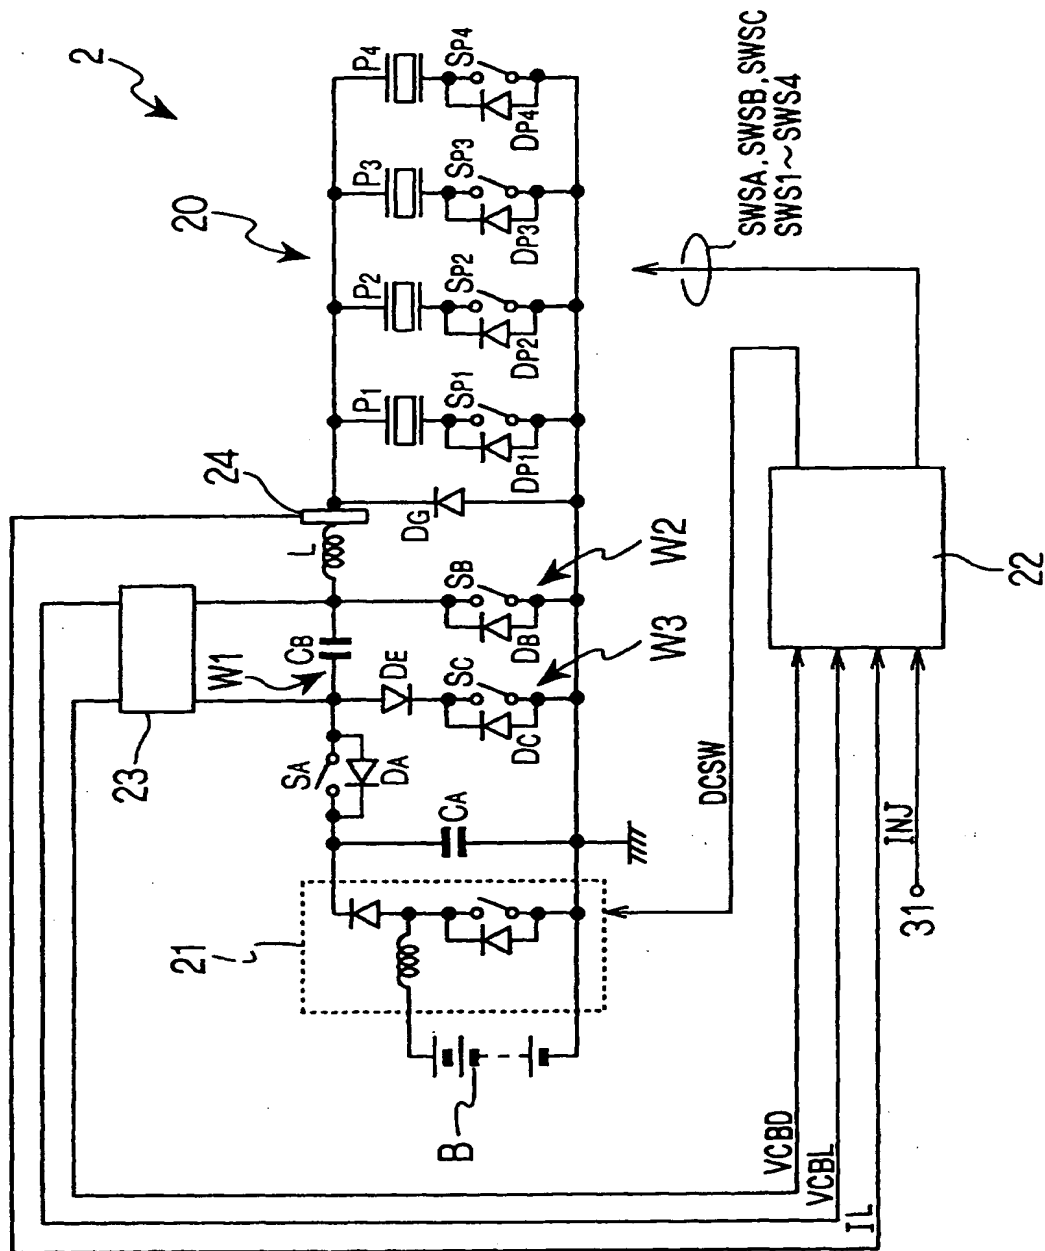 2
20
P1
P2
P3
P4
SP1
SP2
SP3
SP4
DP1
DP2
DP3
DP4
24
L
DG
W1
CB
SB
DB
W2
DE
SC
DC
W3
23
SA
DA
CA
21
B
DCSW
SWSA, SWSB, SWSC
SWS1~SWS4
22
VCBD
VCBL
IL
INJ
31